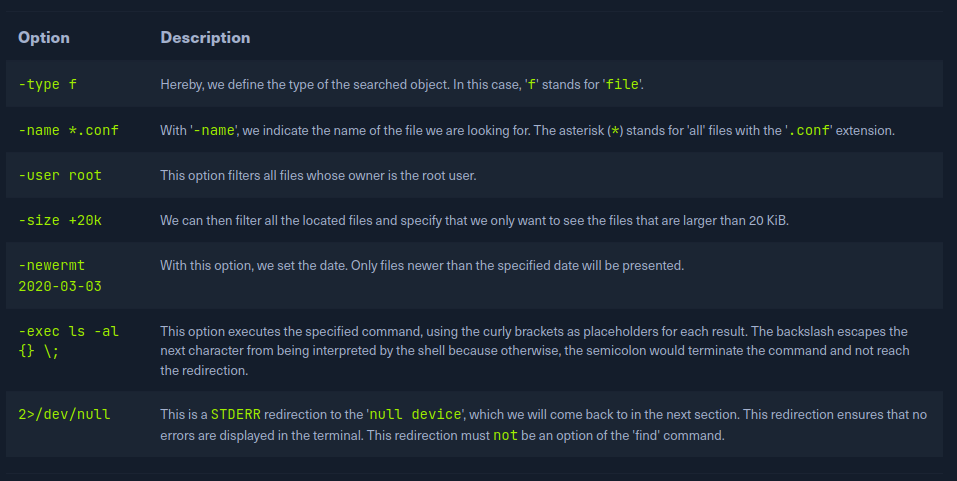 Option Description
-type f Hereby, we define the type of the searched object. In this case, 'f' stands for 'file'.
-name *.conf With '-name', we indicate the name of the file we are looking for. The asterisk (*) stands for 'all' files with the '.conf' extension.
-user root This option filters all files whose owner is the root user.
-size +20k We can then filter all the located files and specify that we only want to see the files that are larger than 20 KiB.
-newermt With this option, we set the date. Only files newer than the specified date will be presented.
2020-03-03
-exec ls -al This option executes the specified command, using the curly brackets as placeholders for each result. The backslash escapes the
{} \; next character from being interpreted by the shell because otherwise, the semicolon would terminate the command and not reach
the redirection.
2>/dev/null This is a STDERR redirection to the 'null device', which we will come back to in the next section. This redirection ensures that no
errors are displayed in the terminal. This redirection must not be an option of the 'find' command.